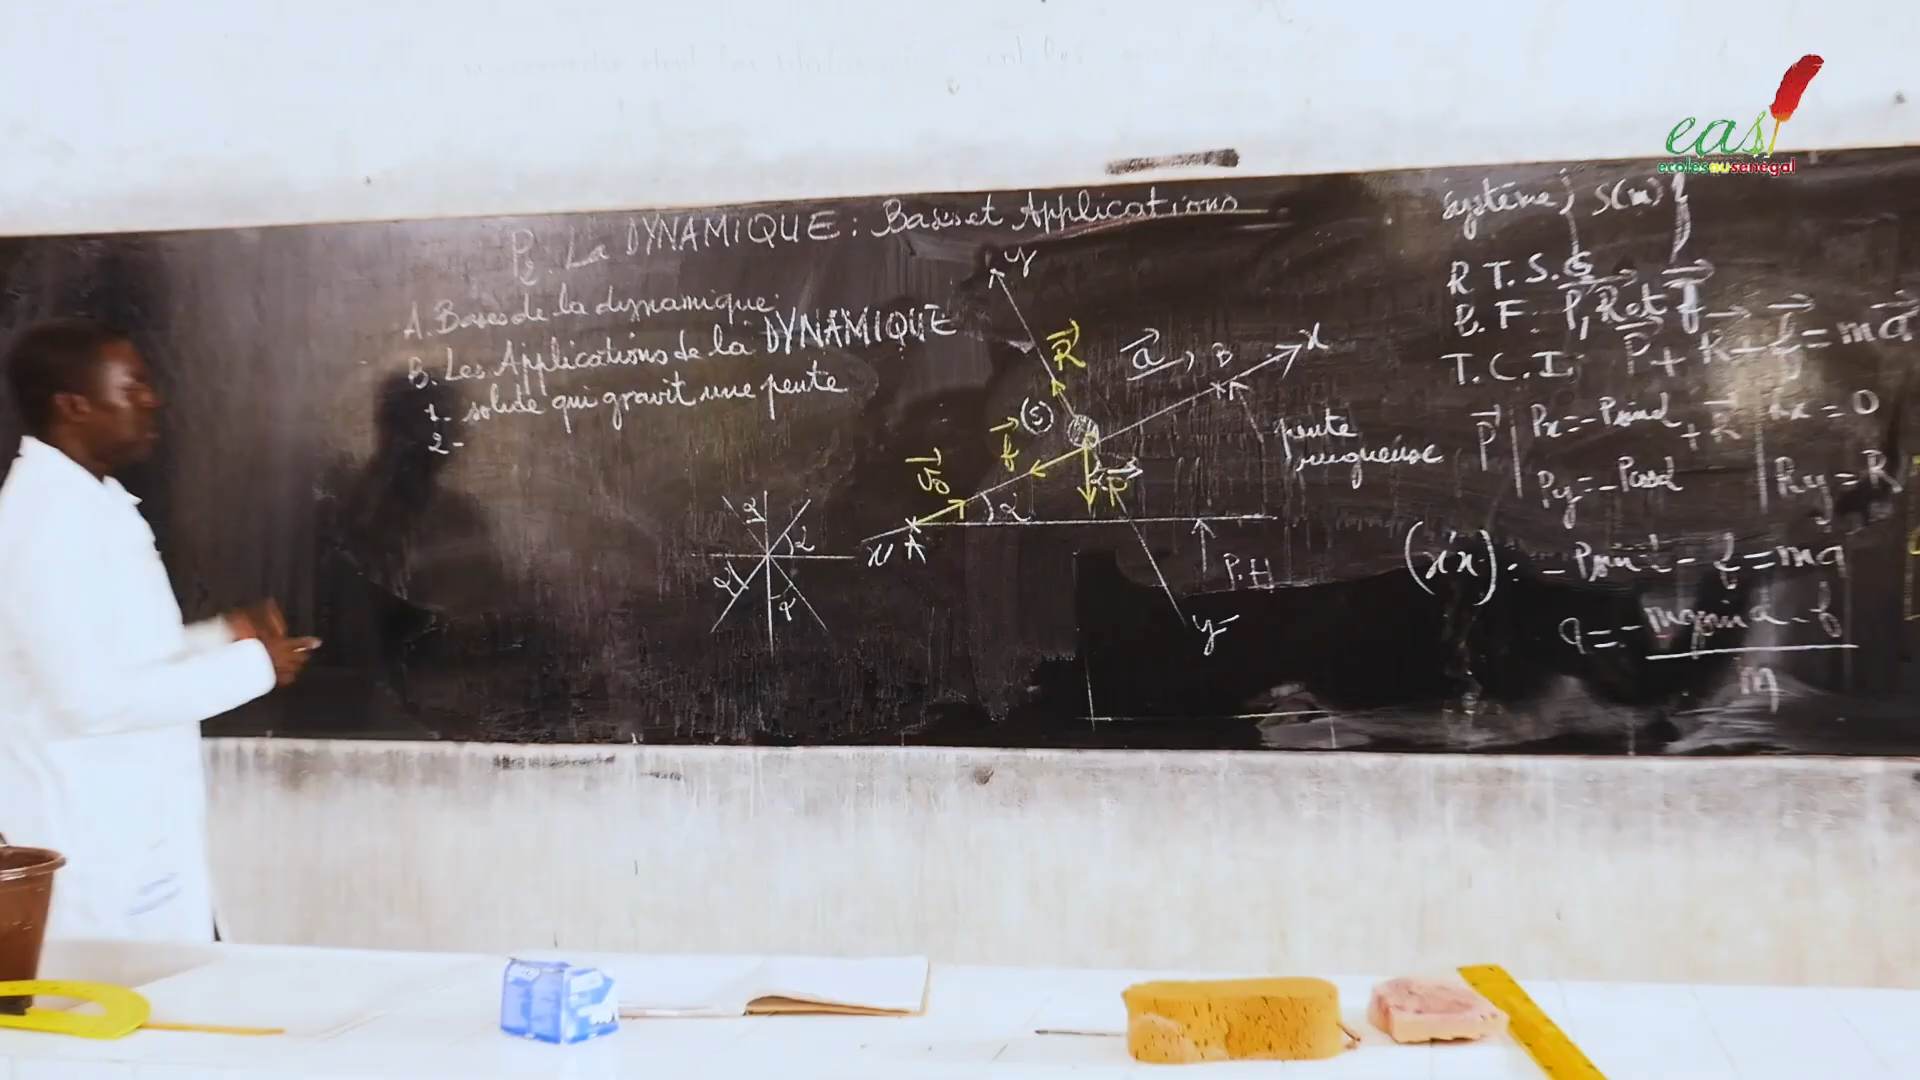 P2. La DYNAMIQUE : Bases et Applications
A. Bases de la dynamique
B. Les Applications de la DYNAMIQUE
1- solide qui gravit une pente
2-
y
R
a
B
x
(S)
f
V0
P
α
x'
A
pente
rugueuse
P.H
y'
α
α
α
α
système; S(m)
R.T.S.G
B.F: P, R et f
T.C.I: P + R + f = ma
P Px = -Psinα + R Rx = 0
Py = -Pcosα Ry = R
(x'x): -Psinα - f = ma
a = -mgsinα - f
m
eas
ecolesausenegal